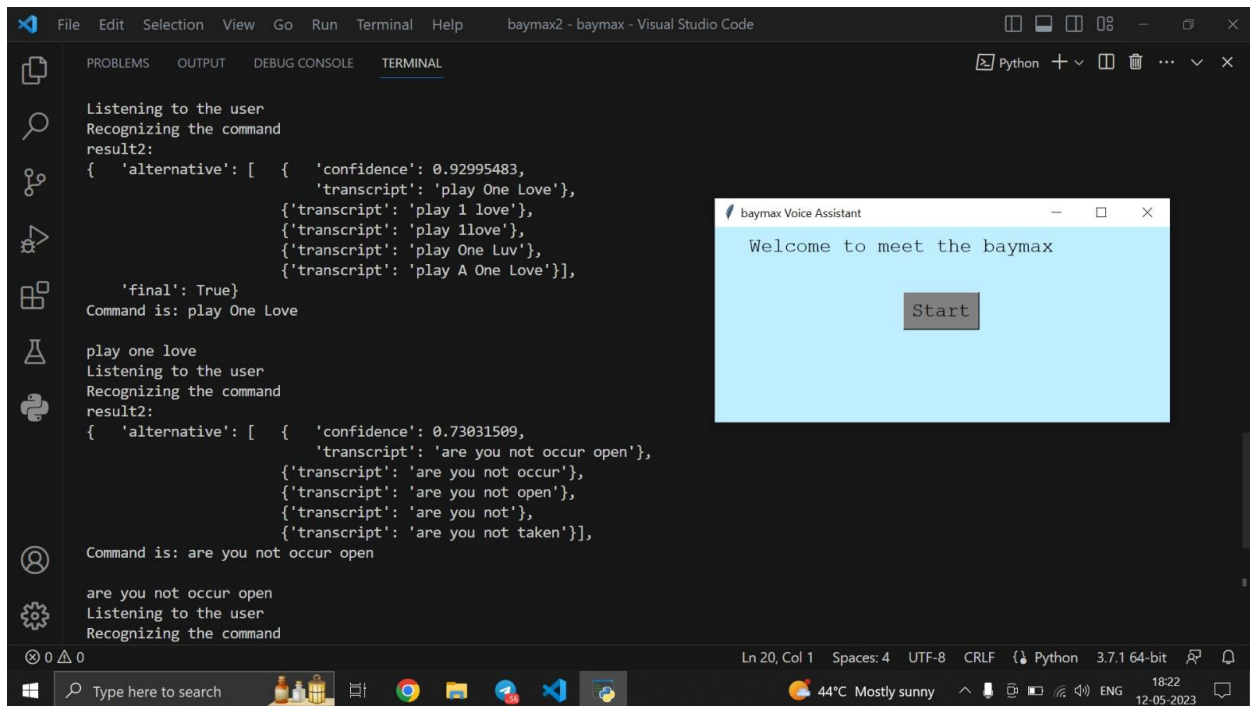 File Edit Selection View Go Run Terminal Help baymax2 - baymax - Visual Studio Code
PROBLEMS OUTPUT DEBUG CONSOLE TERMINAL Python
Listening to the user
Recognizing the command
result2:
{   'alternative': [   {   'confidence': 0.92995483,
'transcript': 'play One Love'},
{'transcript': 'play 1 love'},
{'transcript': 'play 1love'},
{'transcript': 'play One Luv'},
{'transcript': 'play A One Love'}],
'final': True}
Command is: play One Love
play one love
Listening to the user
Recognizing the command
result2:
{   'alternative': [   {   'confidence': 0.73031509,
'transcript': 'are you not occur open'},
{'transcript': 'are you not occur'},
{'transcript': 'are you not open'},
{'transcript': 'are you not'},
{'transcript': 'are you not taken'}],
Command is: are you not occur open
are you not occur open
Listening to the user
Recognizing the command
baymax Voice Assistant
Welcome to meet the baymax
Start
0 0 Ln 20, Col 1 Spaces: 4 UTF-8 CRLF Python 3.7.1 64-bit
Type here to search .56 44°C Mostly sunny ENG 18:22
12-05-2023